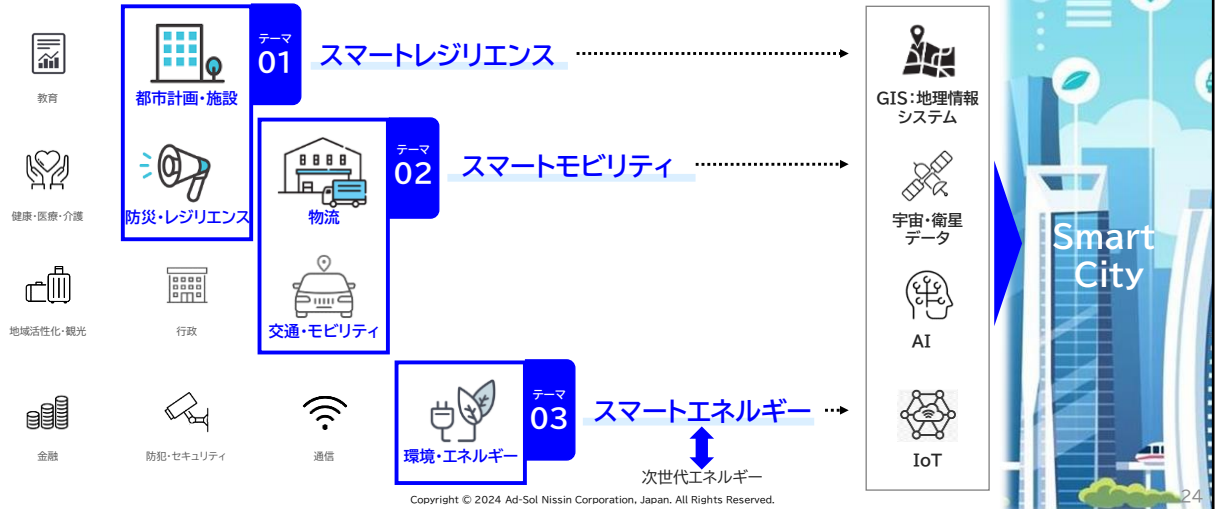 教育
健康・医療・介護
地域活性化・観光
金融
都市計画・施設
防災・レジリエンス
行政
防犯・セキュリティ
テーマ
01
スマートレジリエンス
物流
交通・モビリティ
テーマ
02
スマートモビリティ
通信
環境・エネルギー
テーマ
03
スマートエネルギー
次世代エネルギー
GIS:地理情報
システム
宇宙・衛星
データ
AI
IoT
Smart
City
Copyright © 2024 Ad-Sol Nissin Corporation, Japan. All Rights Reserved.
24